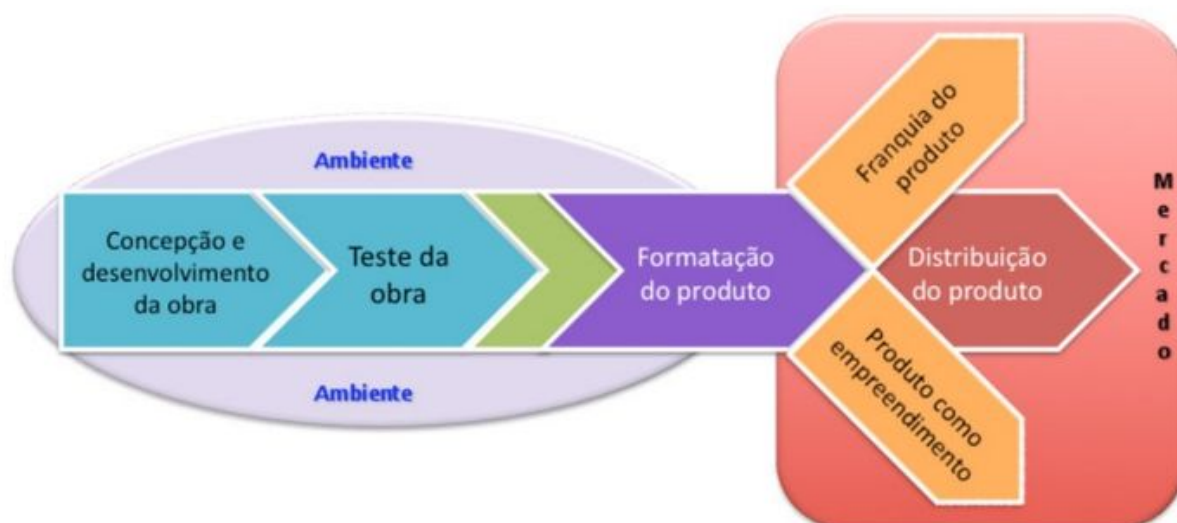 Ambiente
Concepção e
desenvolvimento
da obra
Teste da
obra
Formatação
do produto
Franquia do
produto
Distribuição
do produto
Produto como
empreendimento
Mercado
Ambiente